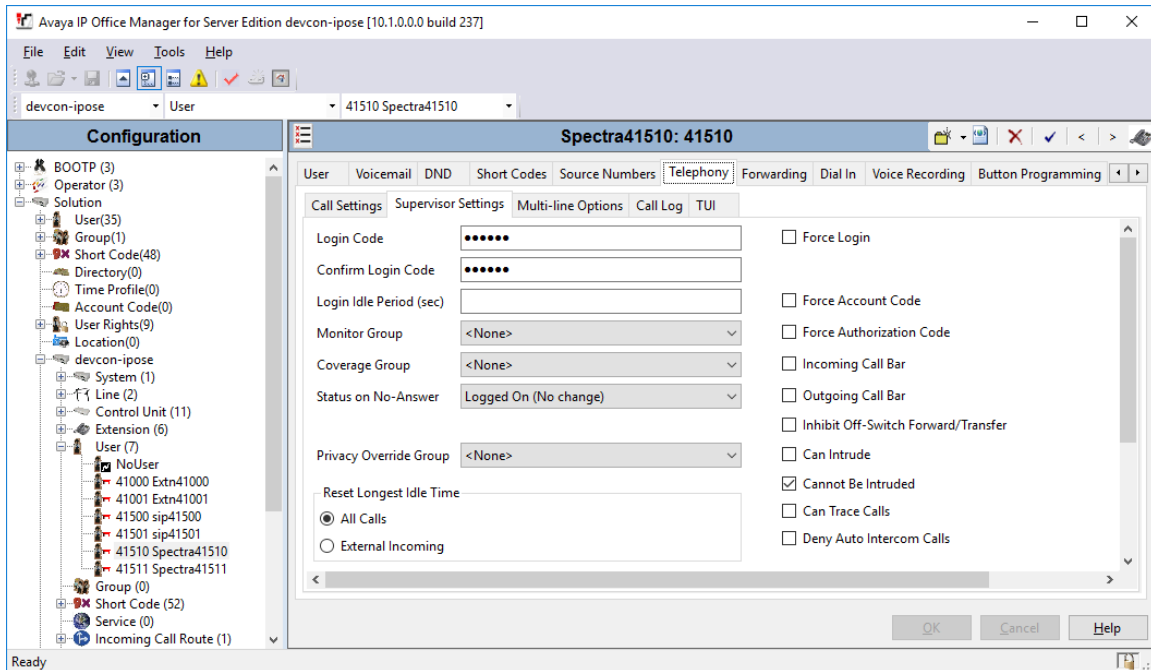 Avaya IP Office Manager for Server Edition devcon-ipose [10.1.0.0.0 build 237]
File Edit View Tools Help
devcon-ipose User 41510 Spectra41510
Configuration
BOOTP (3)
Operator (3)
Solution
User(35)
Group(1)
Short Code(48)
Directory(0)
Time Profile(0)
Account Code(0)
User Rights(9)
Location(0)
devcon-ipose
System (1)
Line (2)
Control Unit (11)
Extension (6)
User (7)
NoUser
41000 Extn41000
41001 Extn41001
41500 sip41500
41501 sip41501
41510 Spectra41510
41511 Spectra41511
Group (0)
Short Code (52)
Service (0)
Incoming Call Route (1)
Spectra41510: 41510
User Voicemail DND Short Codes Source Numbers Telephony Forwarding Dial In Voice Recording Button Programming
Call Settings Supervisor Settings Multi-line Options Call Log TUI
Login Code ●●●●●● Force Login
Confirm Login Code ●●●●●●
Login Idle Period (sec) Force Account Code
Monitor Group <None> Force Authorization Code
Coverage Group <None> Incoming Call Bar
Status on No-Answer Logged On (No change) Outgoing Call Bar
Inhibit Off-Switch Forward/Transfer
Privacy Override Group <None> Can Intrude
Cannot Be Intruded
Reset Longest Idle Time
All Calls Can Trace Calls
External Incoming Deny Auto Intercom Calls
OK Cancel Help
Ready